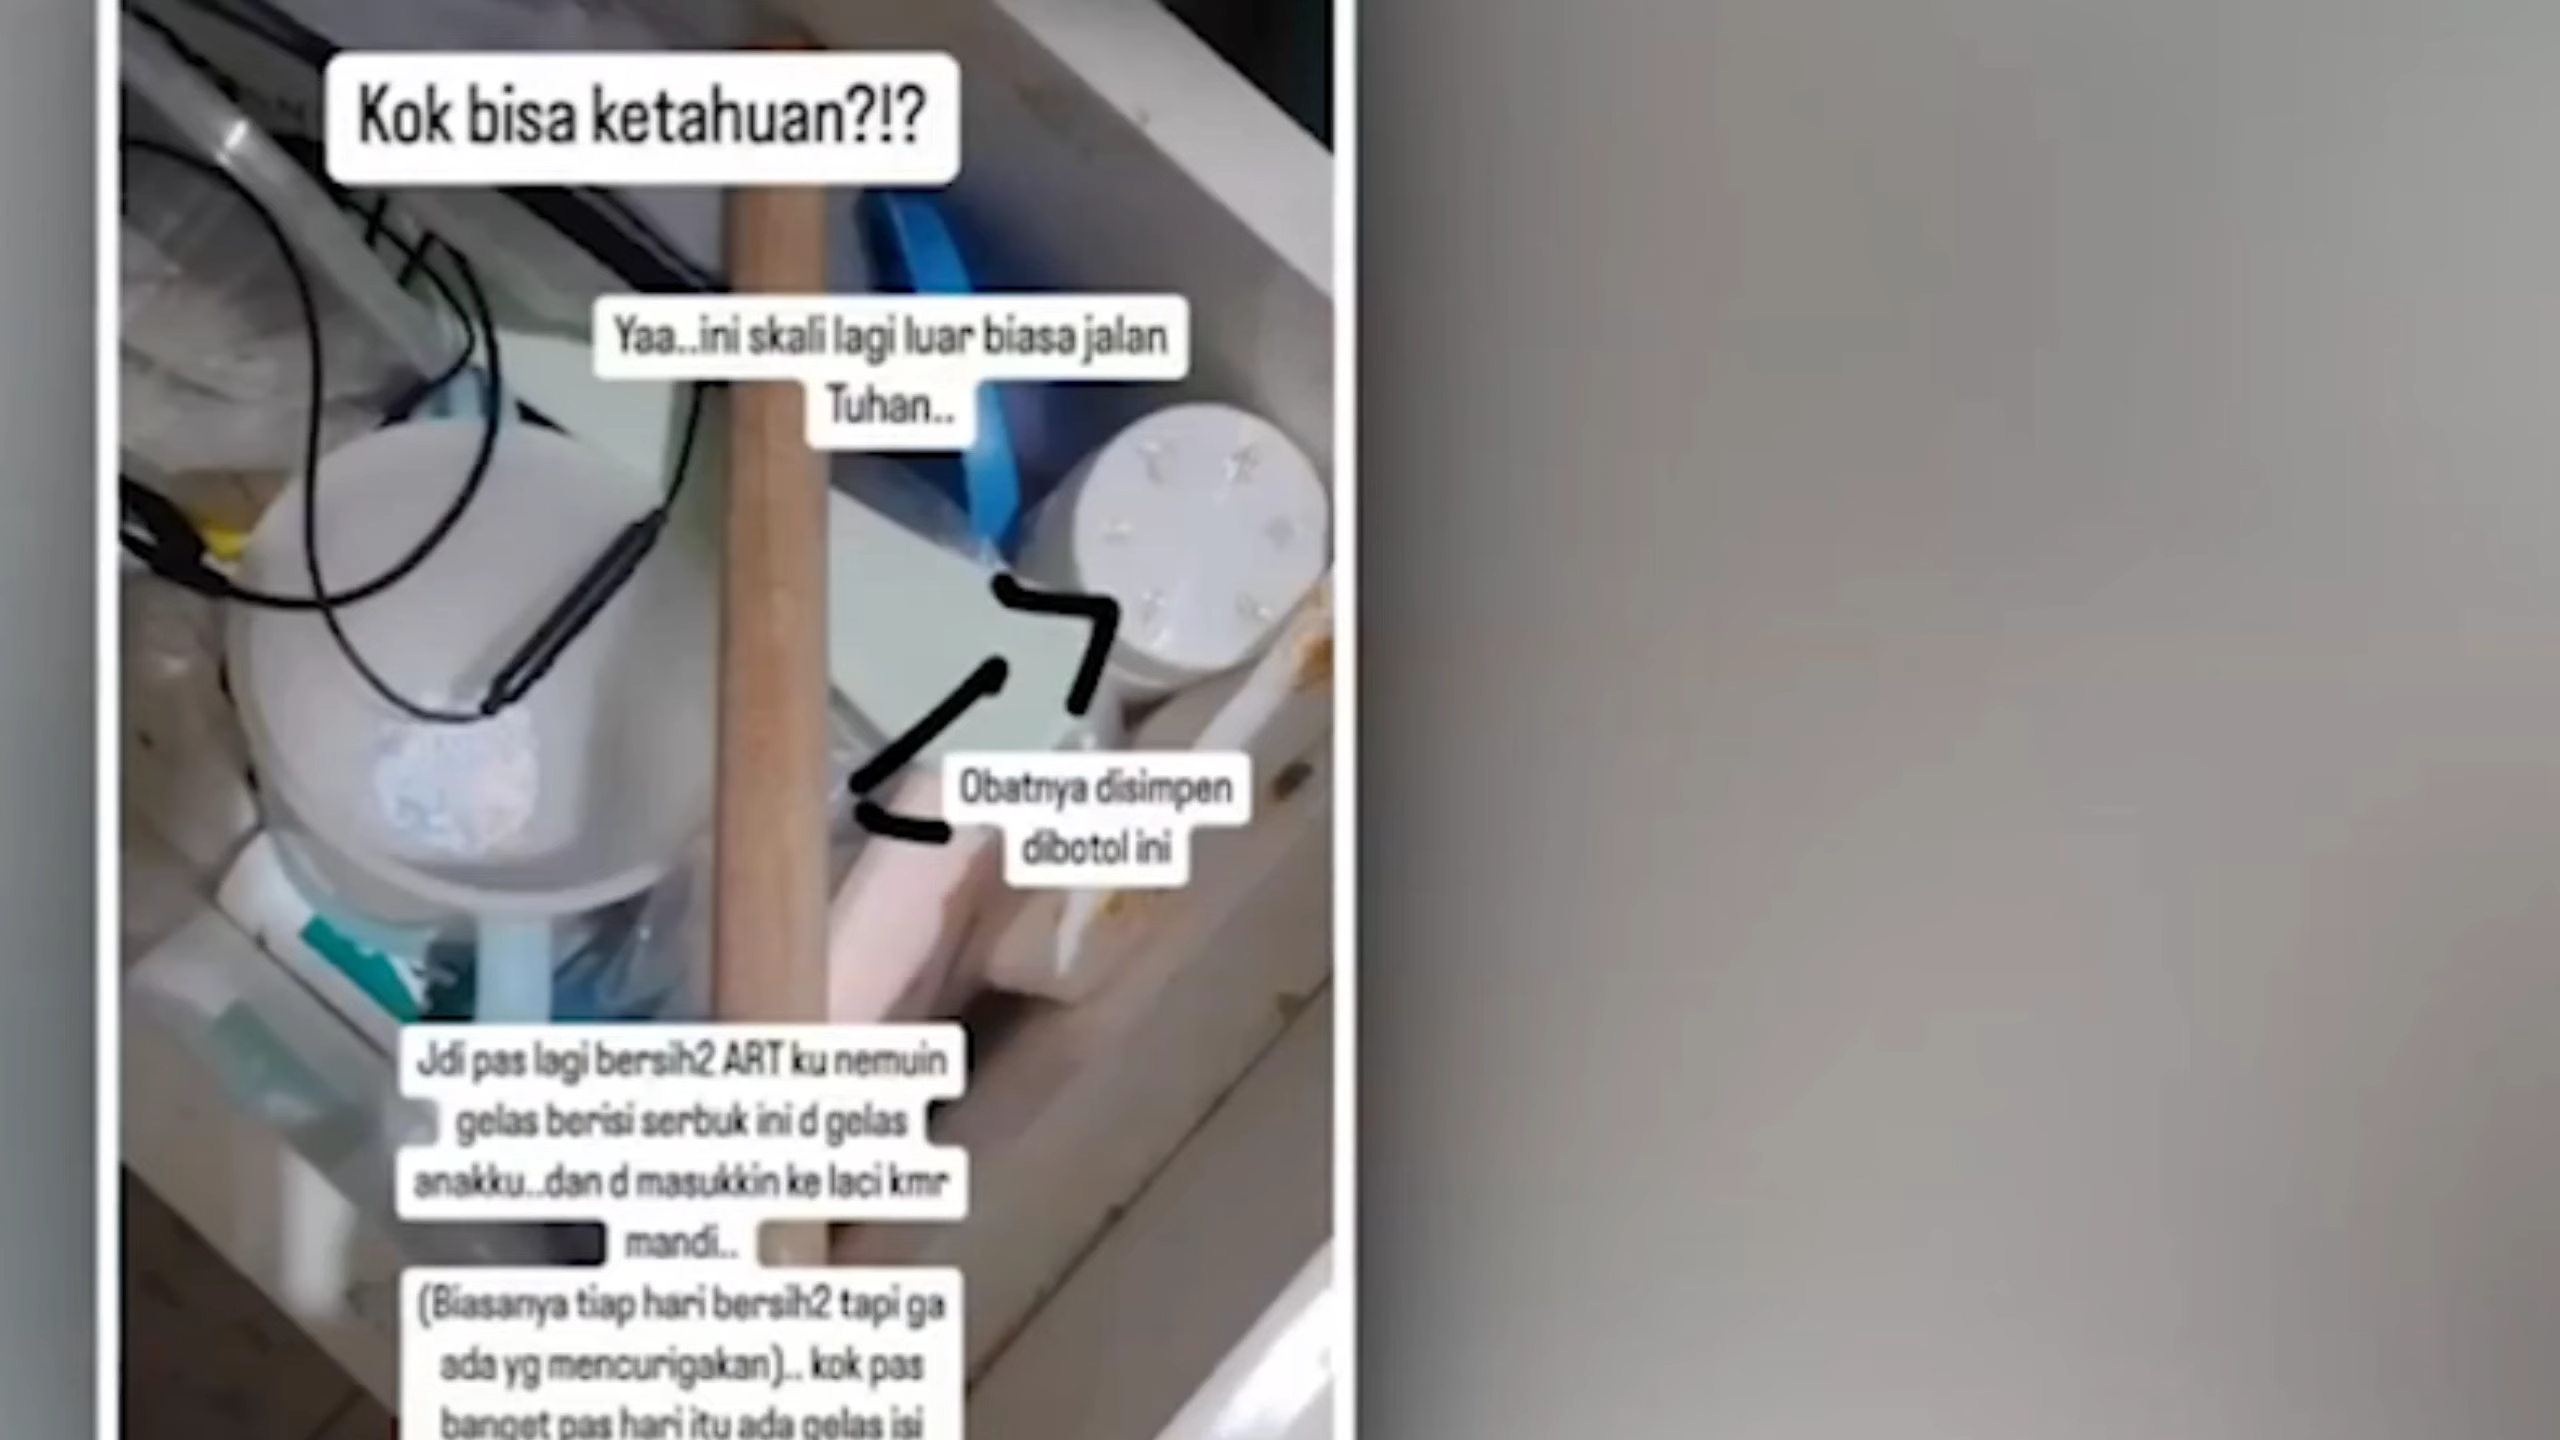 Kok bisa ketahuan?!?
Yaa..ini skali lagi luar biasa jalan
Tuhan..
Obatnya disimpen
dibotol ini
Jdi pas lagi bersih2 ART ku nemuin
gelas berisi serbuk ini d gelas
anakku..dan d masukkin ke laci kmr
mandi..
(Biasanya tiap hari bersih2 tapi ga
ada yg mencurigakan).. kok pas
banget pas hari itu ada gelas isi